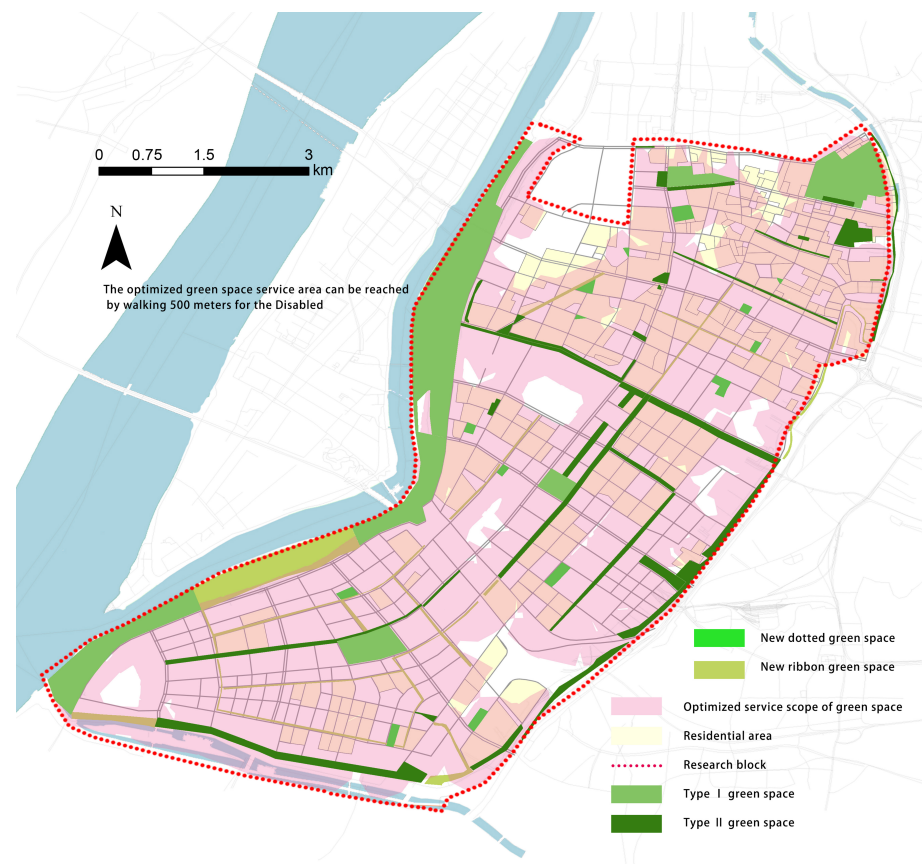 0 0.75 1.5 3
km
N
The optimized green space service area can be reached
by walking 500 meters for the Disabled
New dotted green space
New ribbon green space
Optimized service scope of green space
Residential area
Research block
Type Ⅰ green space
Type Ⅱ green space